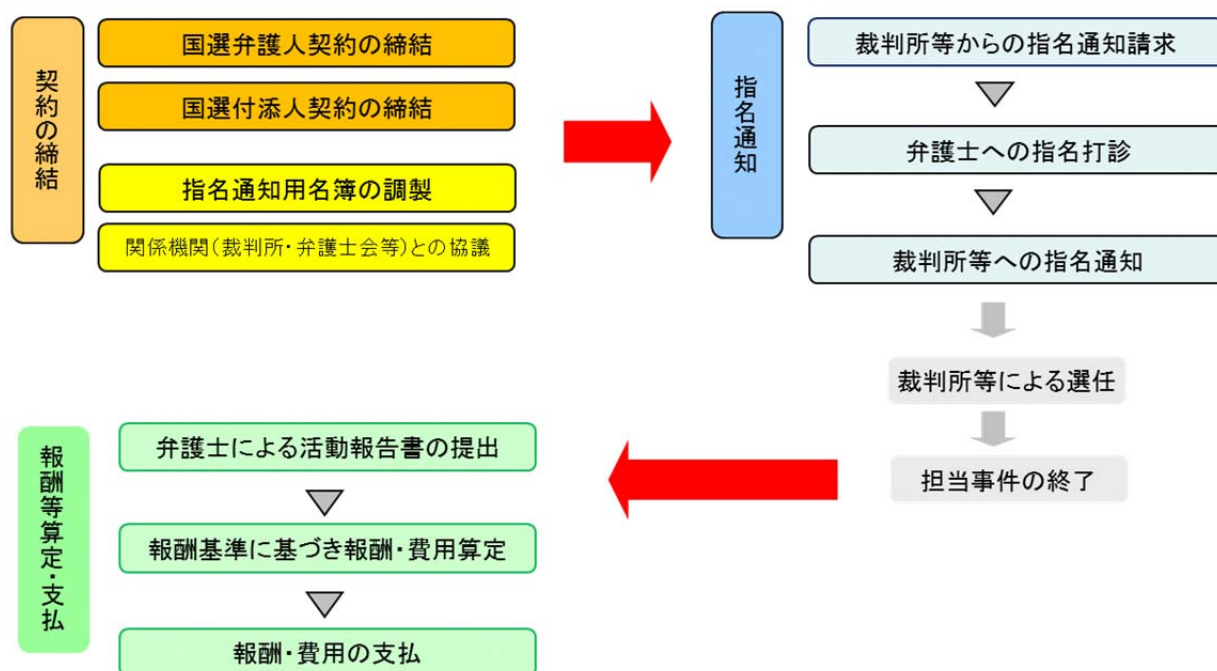 契約の締結
国選弁護人契約の締結
国選付添人契約の締結
指名通知用名簿の調製
関係機関(裁判所・弁護士会等)との協議
指名通知
裁判所等からの指名通知請求
弁護士への指名打診
裁判所等への指名通知
裁判所等による選任
担当事件の終了
報酬等算定・支払
弁護士による活動報告書の提出
報酬基準に基づき報酬・費用算定
報酬・費用の支払